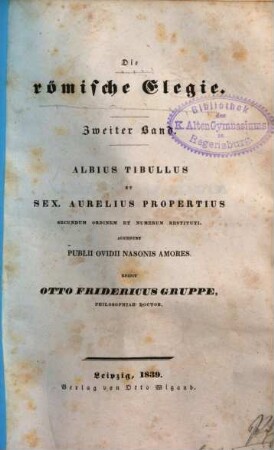 Die
römische Elegie.
Zweiter Band.
ALBIUS TIBULLUS
ET
SEX. AURELIUS PROPERTIUS
SECUNDUM ORDINEM ET NUMERUM RESTITUTI.
ACCEDUNT
PUBLII OVIDII NASONIS AMORES.
EDIDIT
OTTO FRIDERICUS GRUPPE,
PHILOSOPHIAE DOCTOR.
Leipzig, 1839.
Verlag von Otto Wigand.
Bibliothek
des
K. Alten Gymnasiums
in
Regensburg